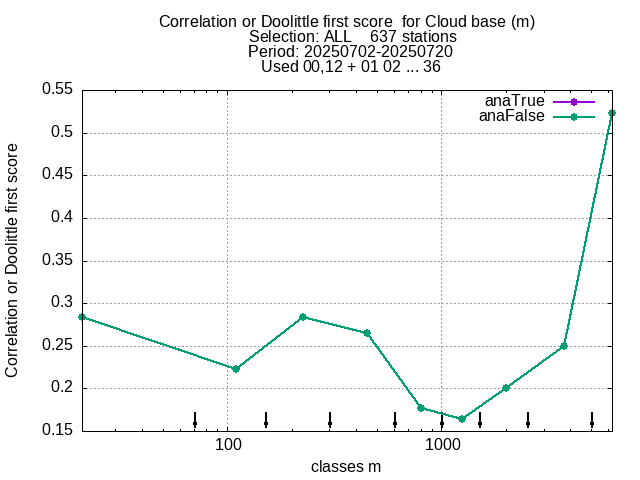 Correlation or Doolittle first score  for Cloud base (m)
Selection: ALL    637 stations
Period: 20250702-20250720
Used 00,12 + 01 02 ... 36
anaTrue
anaFalse
Correlation or Doolittle first score
0.55
0.5
0.45
0.4
0.35
0.3
0.25
0.2
0.15
100
1000
classes m